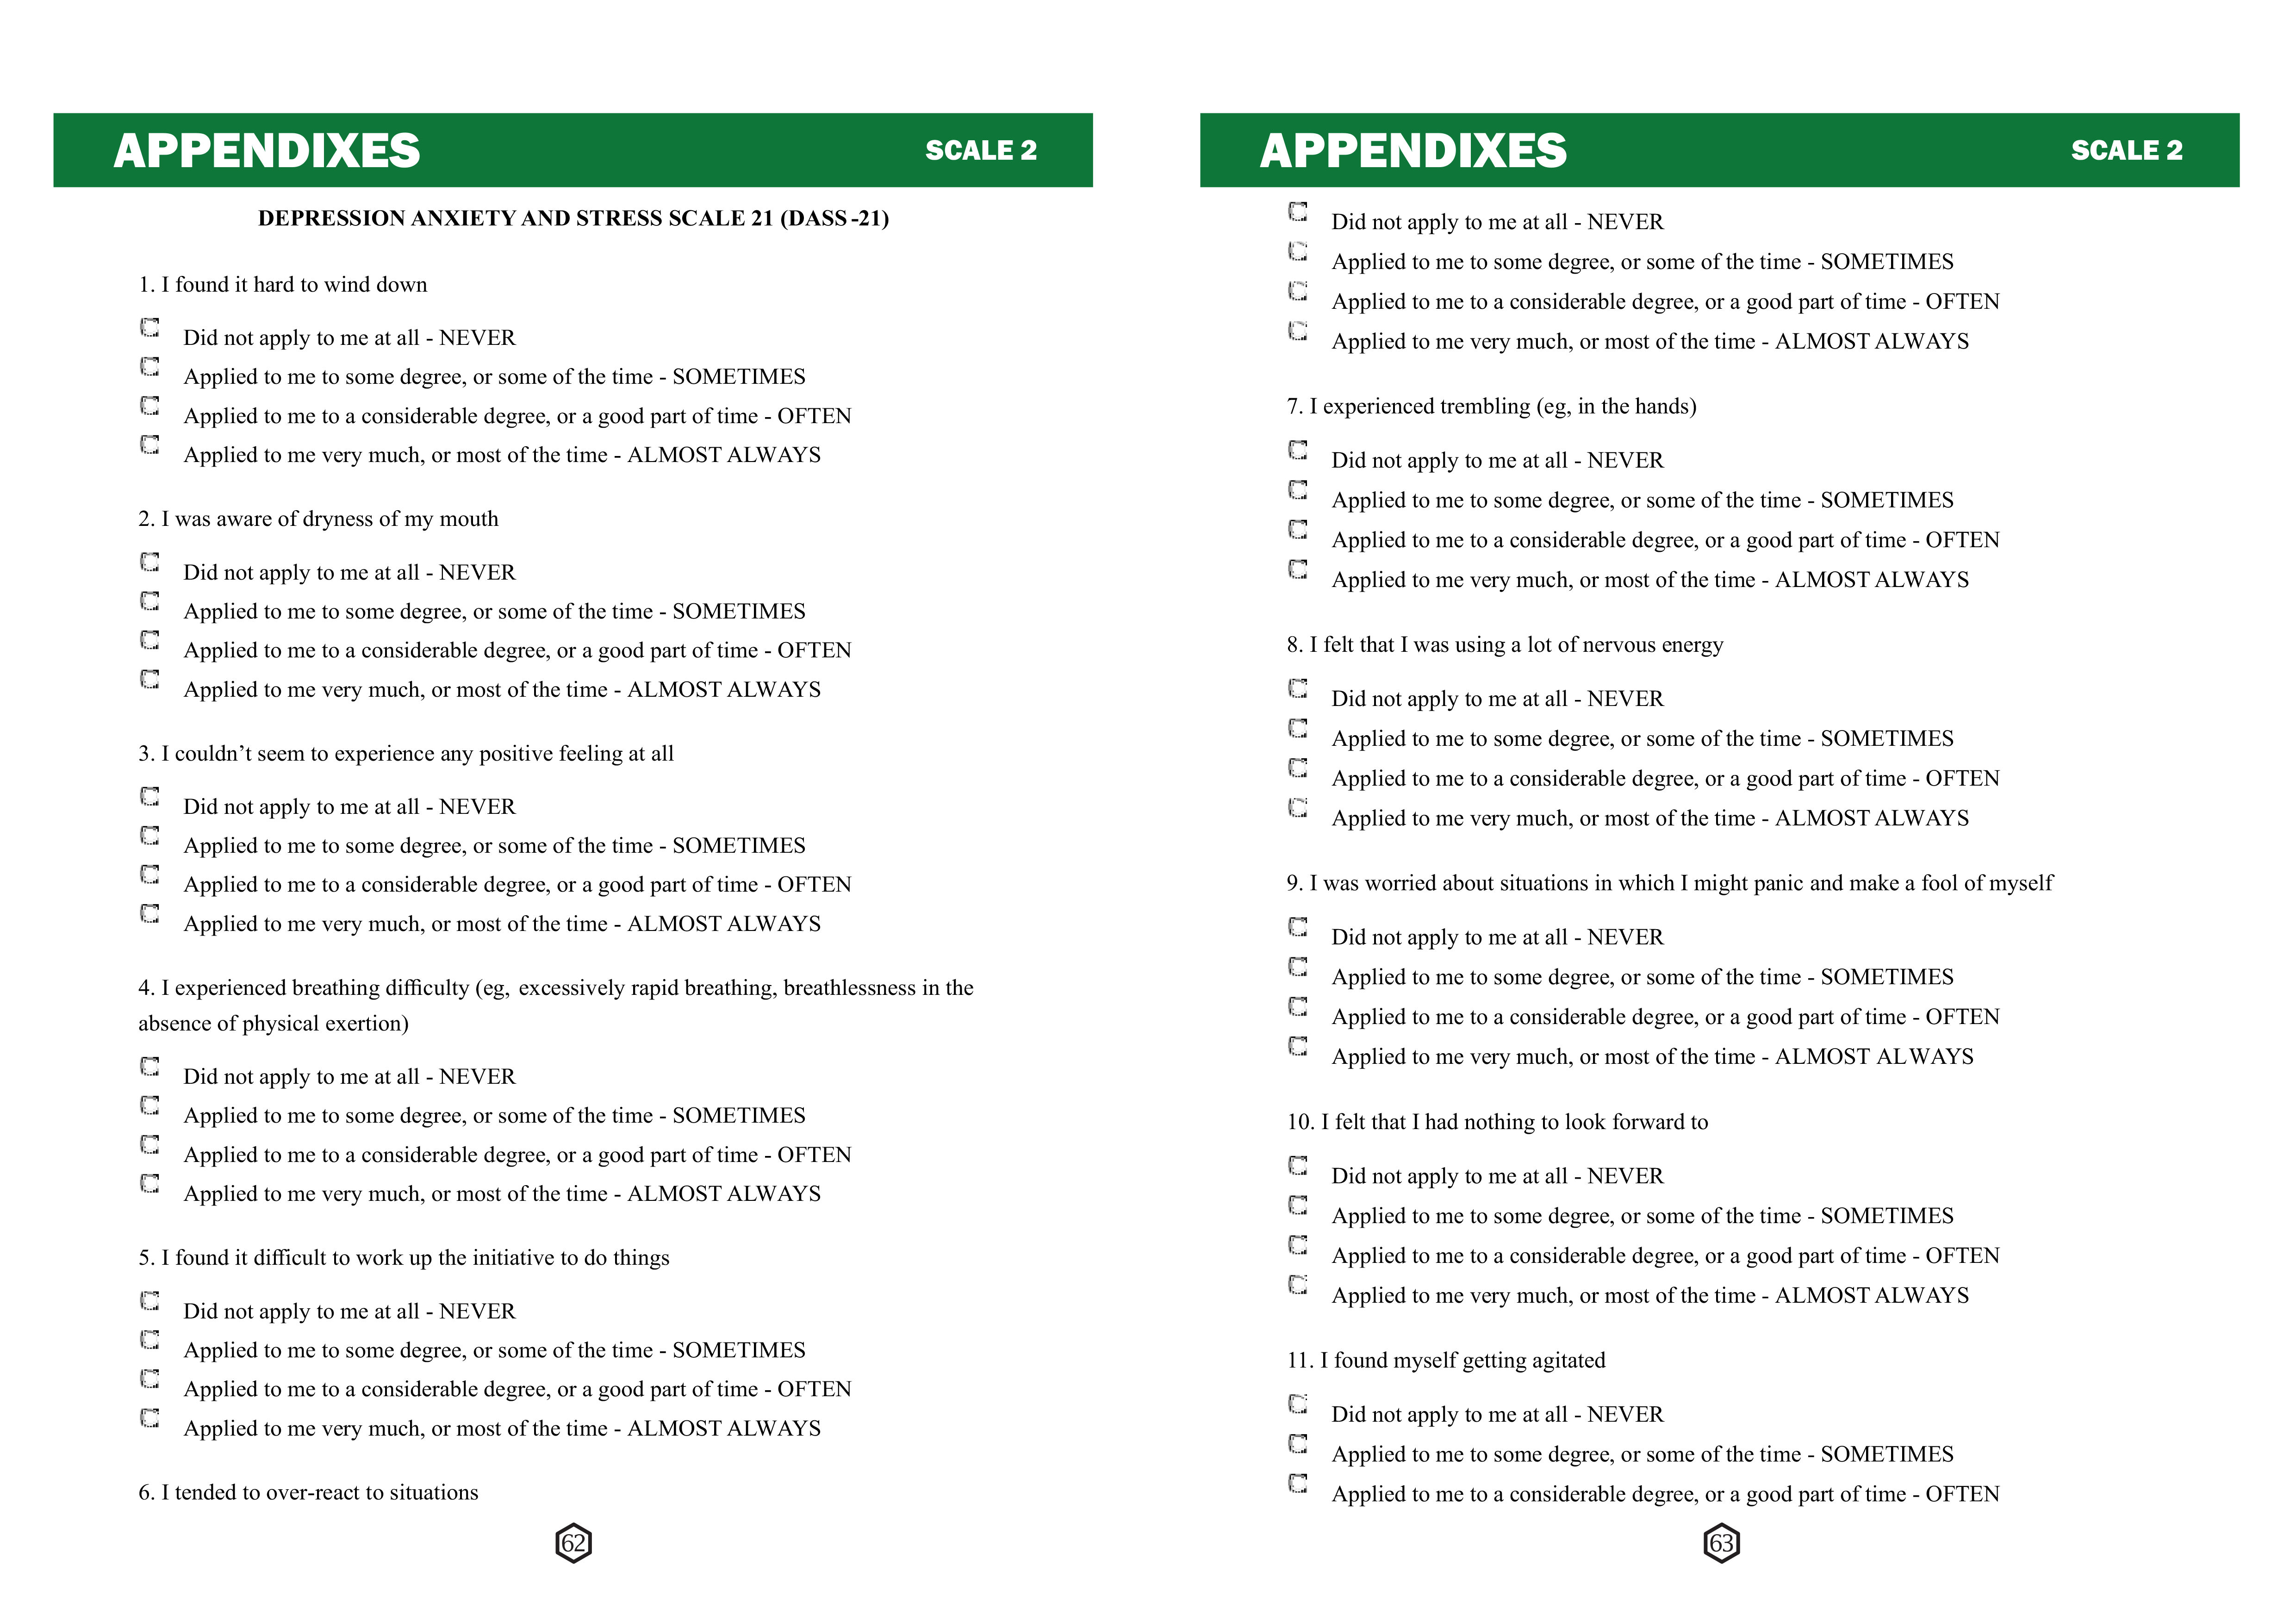 APPENDIXES SCALE 2
DEPRESSION ANXIETY AND STRESS SCALE 21 (DASS -21)
1. I found it hard to wind down
Did not apply to me at all - NEVER
Applied to me to some degree, or some of the time - SOMETIMES
Applied to me to a considerable degree, or a good part of time - OFTEN
Applied to me very much, or most of the time - ALMOST ALWAYS
2. I was aware of dryness of my mouth
Did not apply to me at all - NEVER
Applied to me to some degree, or some of the time - SOMETIMES
Applied to me to a considerable degree, or a good part of time - OFTEN
Applied to me very much, or most of the time - ALMOST ALWAYS
3. I couldn’t seem to experience any positive feeling at all
Did not apply to me at all - NEVER
Applied to me to some degree, or some of the time - SOMETIMES
Applied to me to a considerable degree, or a good part of time - OFTEN
Applied to me very much, or most of the time - ALMOST ALWAYS
4. I experienced breathing difficulty (eg, excessively rapid breathing, breathlessness in the
absence of physical exertion)
Did not apply to me at all - NEVER
Applied to me to some degree, or some of the time - SOMETIMES
Applied to me to a considerable degree, or a good part of time - OFTEN
Applied to me very much, or most of the time - ALMOST ALWAYS
5. I found it difficult to work up the initiative to do things
Did not apply to me at all - NEVER
Applied to me to some degree, or some of the time - SOMETIMES
Applied to me to a considerable degree, or a good part of time - OFTEN
Applied to me very much, or most of the time - ALMOST ALWAYS
6. I tended to over-react to situations
62
APPENDIXES SCALE 2
Did not apply to me at all - NEVER
Applied to me to some degree, or some of the time - SOMETIMES
Applied to me to a considerable degree, or a good part of time - OFTEN
Applied to me very much, or most of the time - ALMOST ALWAYS
7. I experienced trembling (eg, in the hands)
Did not apply to me at all - NEVER
Applied to me to some degree, or some of the time - SOMETIMES
Applied to me to a considerable degree, or a good part of time - OFTEN
Applied to me very much, or most of the time - ALMOST ALWAYS
8. I felt that I was using a lot of nervous energy
Did not apply to me at all - NEVER
Applied to me to some degree, or some of the time - SOMETIMES
Applied to me to a considerable degree, or a good part of time - OFTEN
Applied to me very much, or most of the time - ALMOST ALWAYS
9. I was worried about situations in which I might panic and make a fool of myself
Did not apply to me at all - NEVER
Applied to me to some degree, or some of the time - SOMETIMES
Applied to me to a considerable degree, or a good part of time - OFTEN
Applied to me very much, or most of the time - ALMOST ALWAYS
10. I felt that I had nothing to look forward to
Did not apply to me at all - NEVER
Applied to me to some degree, or some of the time - SOMETIMES
Applied to me to a considerable degree, or a good part of time - OFTEN
Applied to me very much, or most of the time - ALMOST ALWAYS
11. I found myself getting agitated
Did not apply to me at all - NEVER
Applied to me to some degree, or some of the time - SOMETIMES
Applied to me to a considerable degree, or a good part of time - OFTEN
63